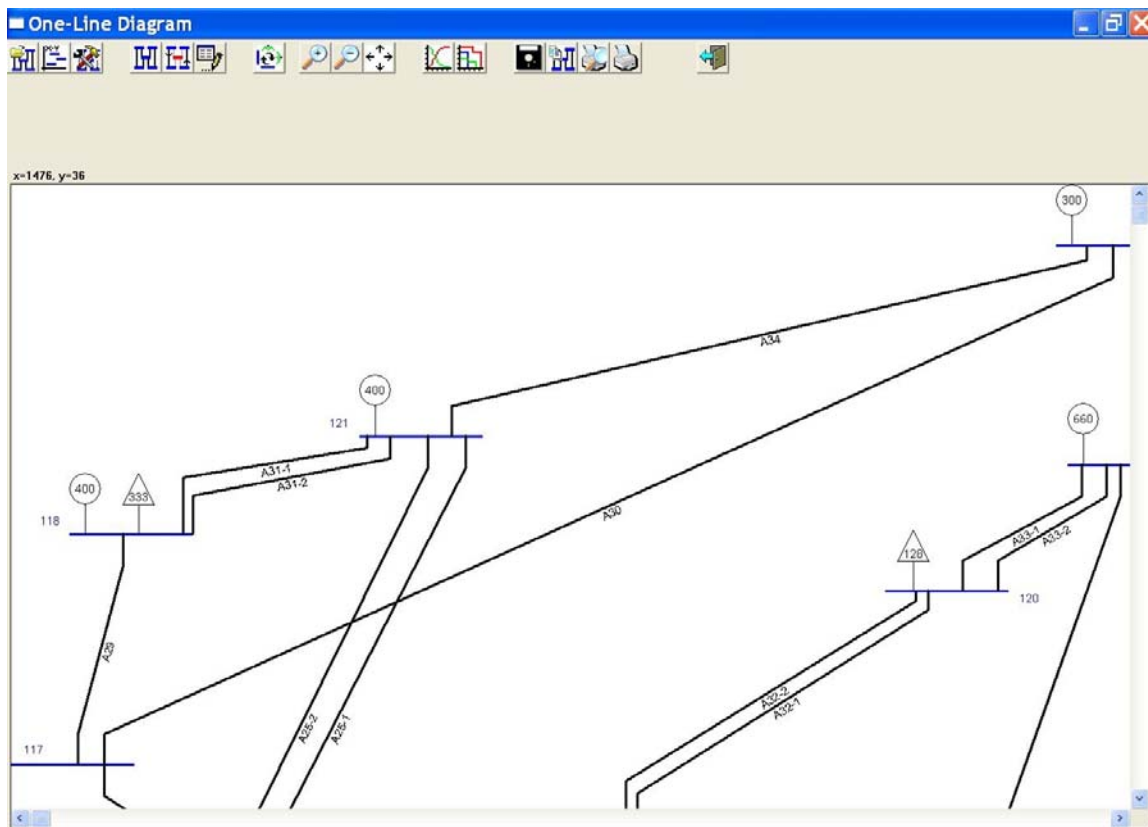 One-Line Diagram
x=1476, y=36
300
A34
400
121
660
A31-1
A31-2
400
333
118
A30
A33-1
A33-2
128
120
A29
A32-2
A32-1
A25-2
A25-1
117